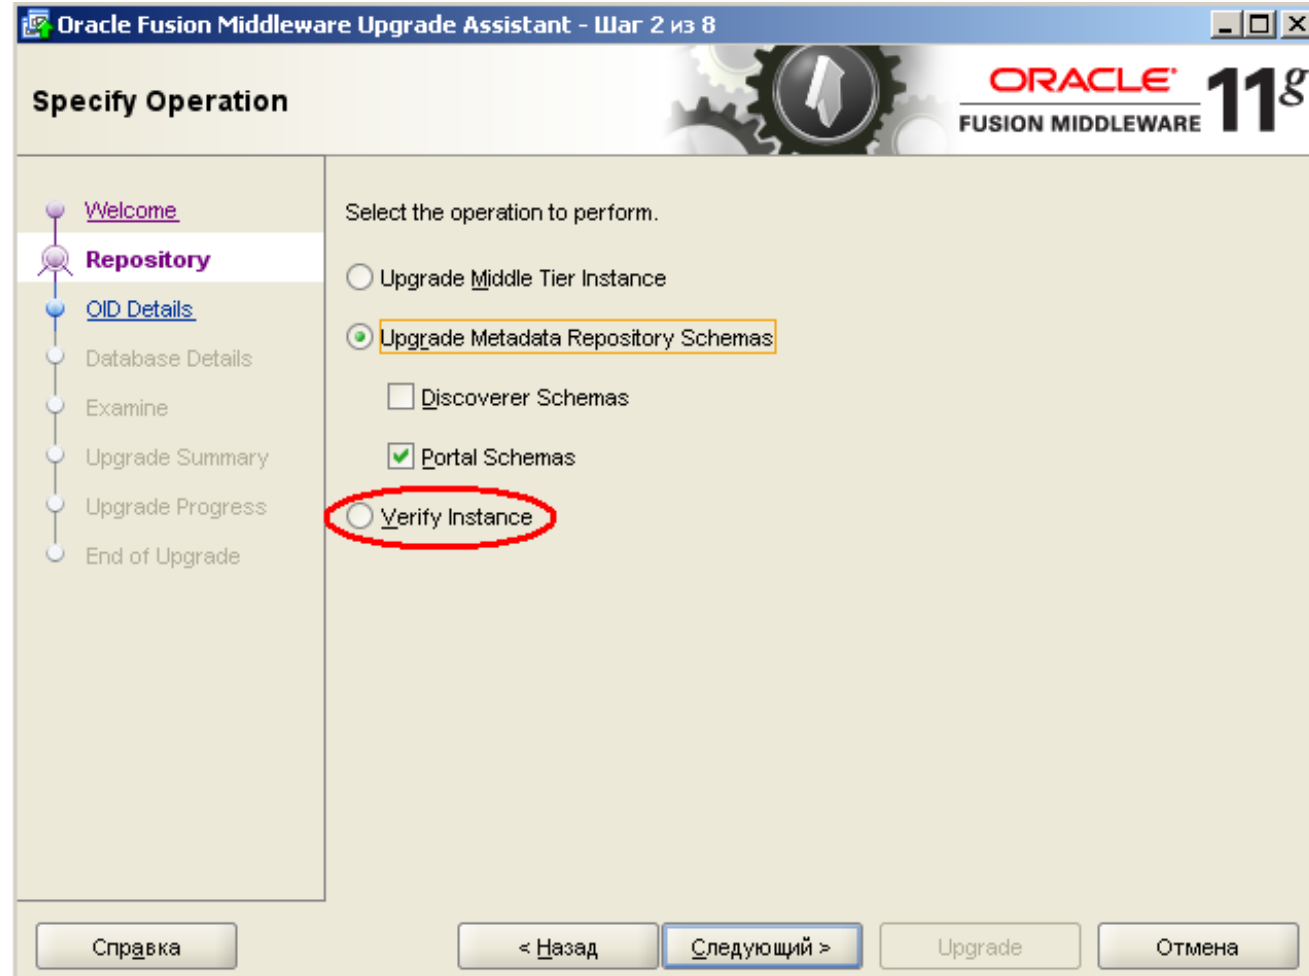 Oracle Fusion Middleware Upgrade Assistant - Шаг 2 из 8
Specify Operation
ORACLE 11g
FUSION MIDDLEWARE
Welcome
Repository
OID Details
Database Details
Examine
Upgrade Summary
Upgrade Progress
End of Upgrade
Select the operation to perform.
Upgrade Middle Tier Instance
Upgrade Metadata Repository Schemas
Discoverer Schemas
Portal Schemas
Verify Instance
Справка
< Назад
Следующий >
Upgrade
Отмена